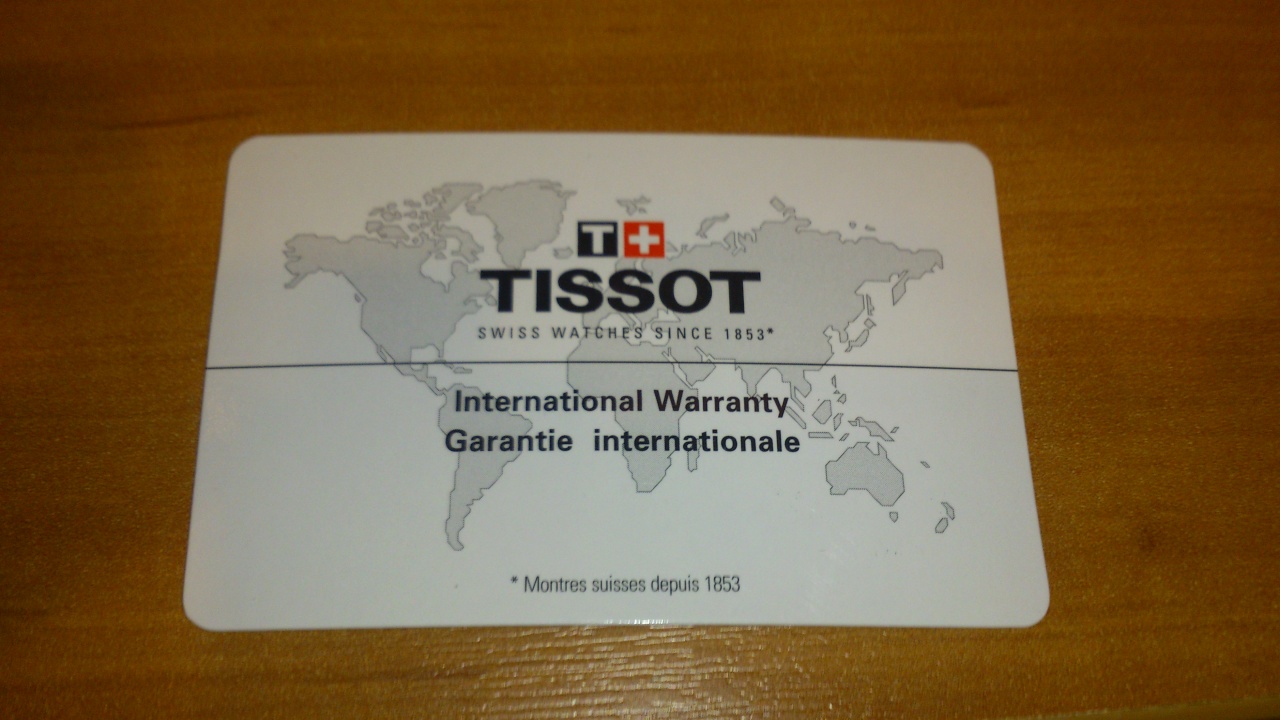 T+
TISSOT
SWISS WATCHES SINCE 1853*
International Warranty
Garantie internationale
* Montres suisses depuis 1853